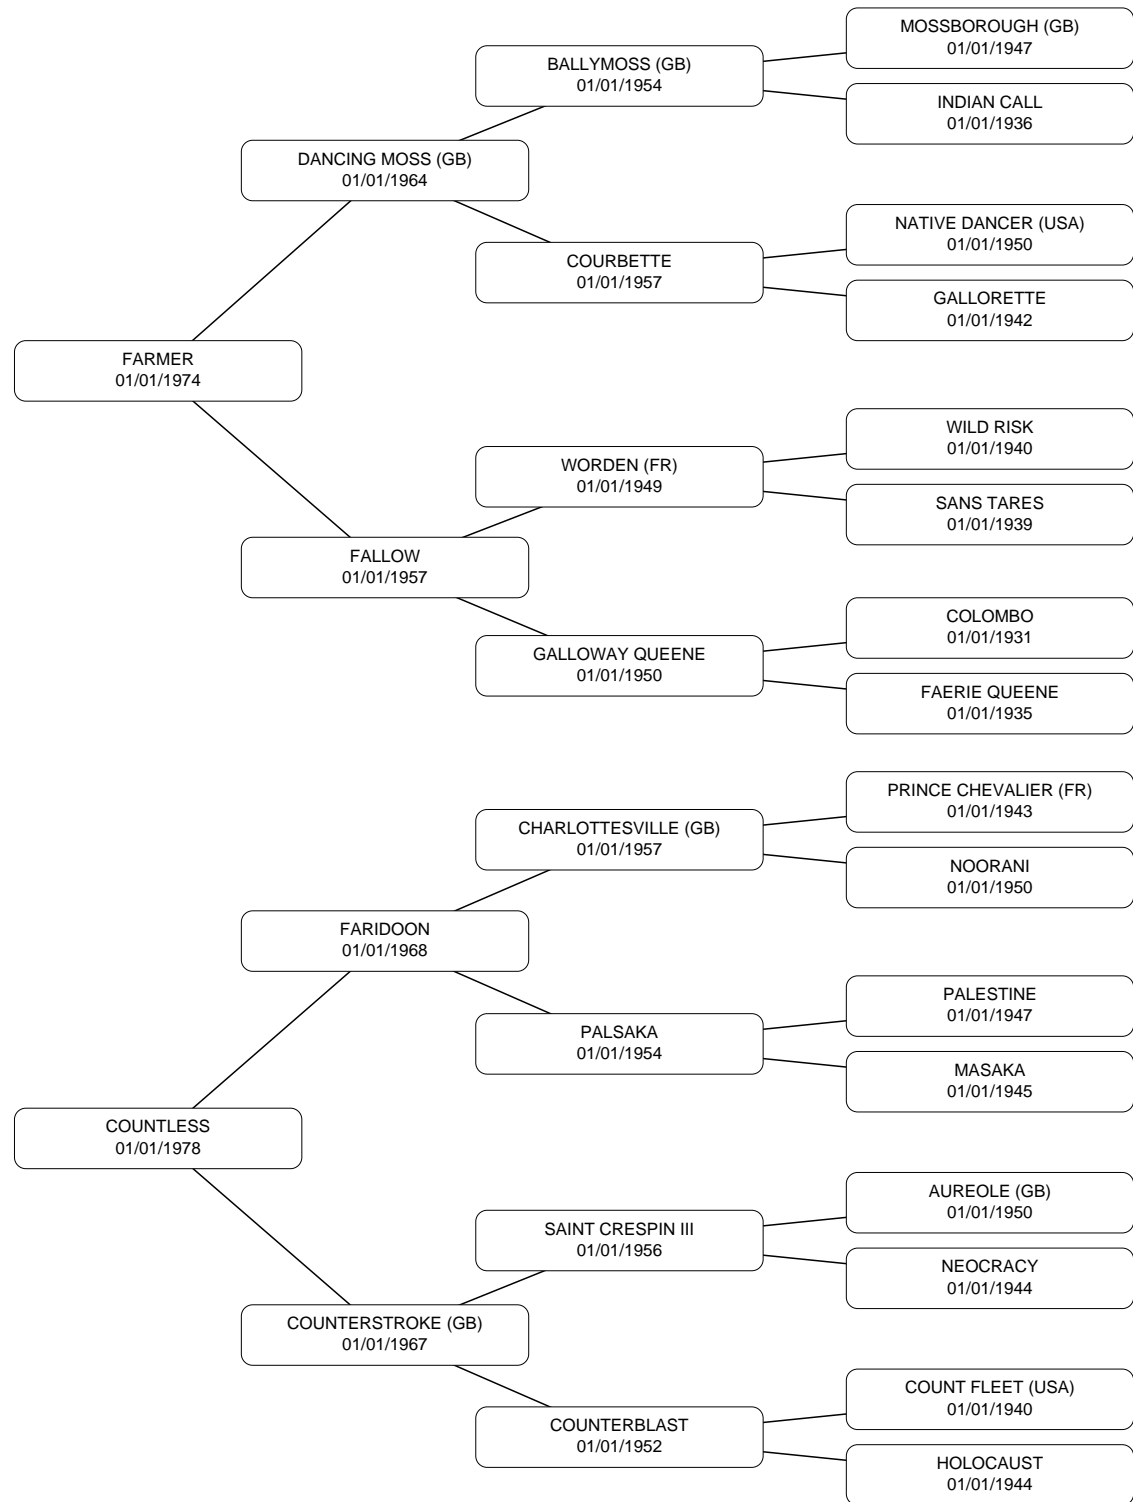 MOSSBOROUGH (GB)
01/01/1947
BALLYMOSS (GB)
01/01/1954
INDIAN CALL
01/01/1936
DANCING MOSS (GB)
01/01/1964
NATIVE DANCER (USA)
01/01/1950
COURBETTE
01/01/1957
GALLORETTE
01/01/1942
FARMER
01/01/1974
WILD RISK
01/01/1940
WORDEN (FR)
01/01/1949
SANS TARES
01/01/1939
FALLOW
01/01/1957
COLOMBO
01/01/1931
GALLOWAY QUEENE
01/01/1950
FAERIE QUEENE
01/01/1935
PRINCE CHEVALIER (FR)
01/01/1943
CHARLOTTESVILLE (GB)
01/01/1957
NOORANI
01/01/1950
FARIDOON
01/01/1968
PALESTINE
01/01/1947
PALSAKA
01/01/1954
MASAKA
01/01/1945
COUNTLESS
01/01/1978
AUREOLE (GB)
01/01/1950
SAINT CRESPIN III
01/01/1956
NEOCRACY
01/01/1944
COUNTERSTROKE (GB)
01/01/1967
COUNT FLEET (USA)
01/01/1940
COUNTERBLAST
01/01/1952
HOLOCAUST
01/01/1944